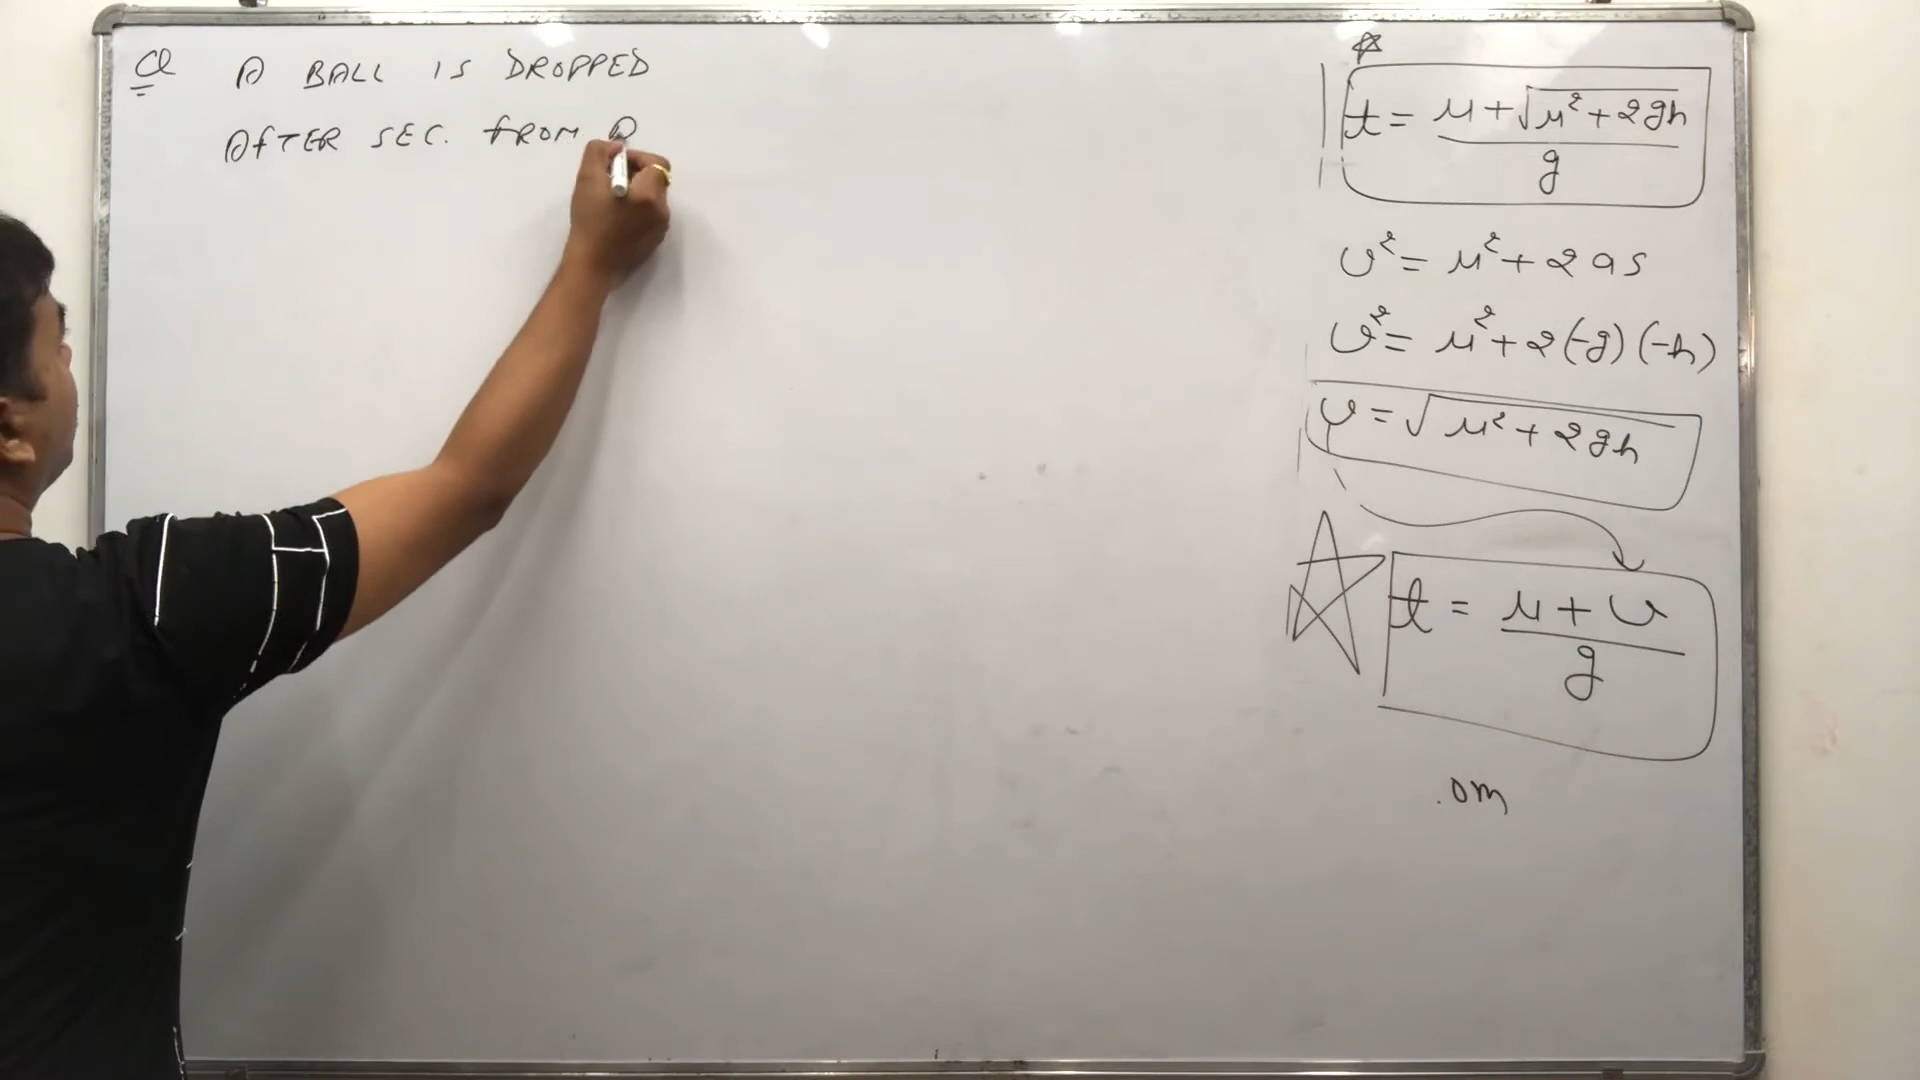 Q A BALL IS DROPPED
AFTER SEC. FROM A
t = u + √u² + 2gh / g
v² = u² + 2as
v² = u² + 2(-g)(-h)
v = √u² + 2gh
t = u + v / g
.om